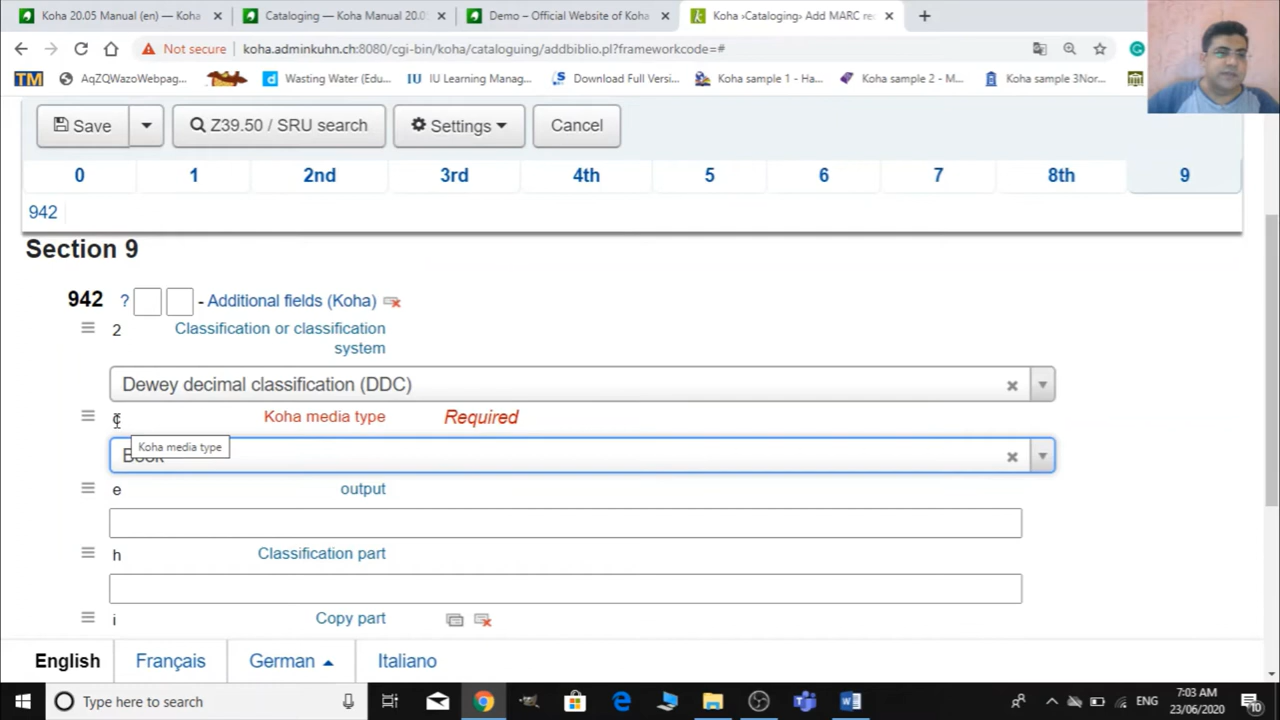 Koha 20.05 Manual (en) — Koha
Cataloging — Koha Manual 20.0
Demo – Official Website of Koha
Koha ›Cataloging› Add MARC rec
Not secure
koha.adminkuhn.ch:8080/cgi-bin/koha/cataloguing/addbiblio.pl?frameworkcode=#
TM
AqZQWazoWebpag...
Wasting Water (Edu...
IU
IU Learning Manag...
Download Full Versi...
Koha sample 1 - Ha...
Koha sample 2 - M...
Koha sample 3Nor...
Save
Z39.50 / SRU search
Settings
Cancel
0 1 2nd 3rd 4th 5 6 7 8th 9
942
Section 9
942 ? - Additional fields (Koha)
2 Classification or classification
system
Dewey decimal classification (DDC)
c Koha media type Required
Koha media type
Book
e output
h Classification part
i Copy part
English Français German Italiano
Type here to search
ENG
7:03 AM
23/06/2020
10